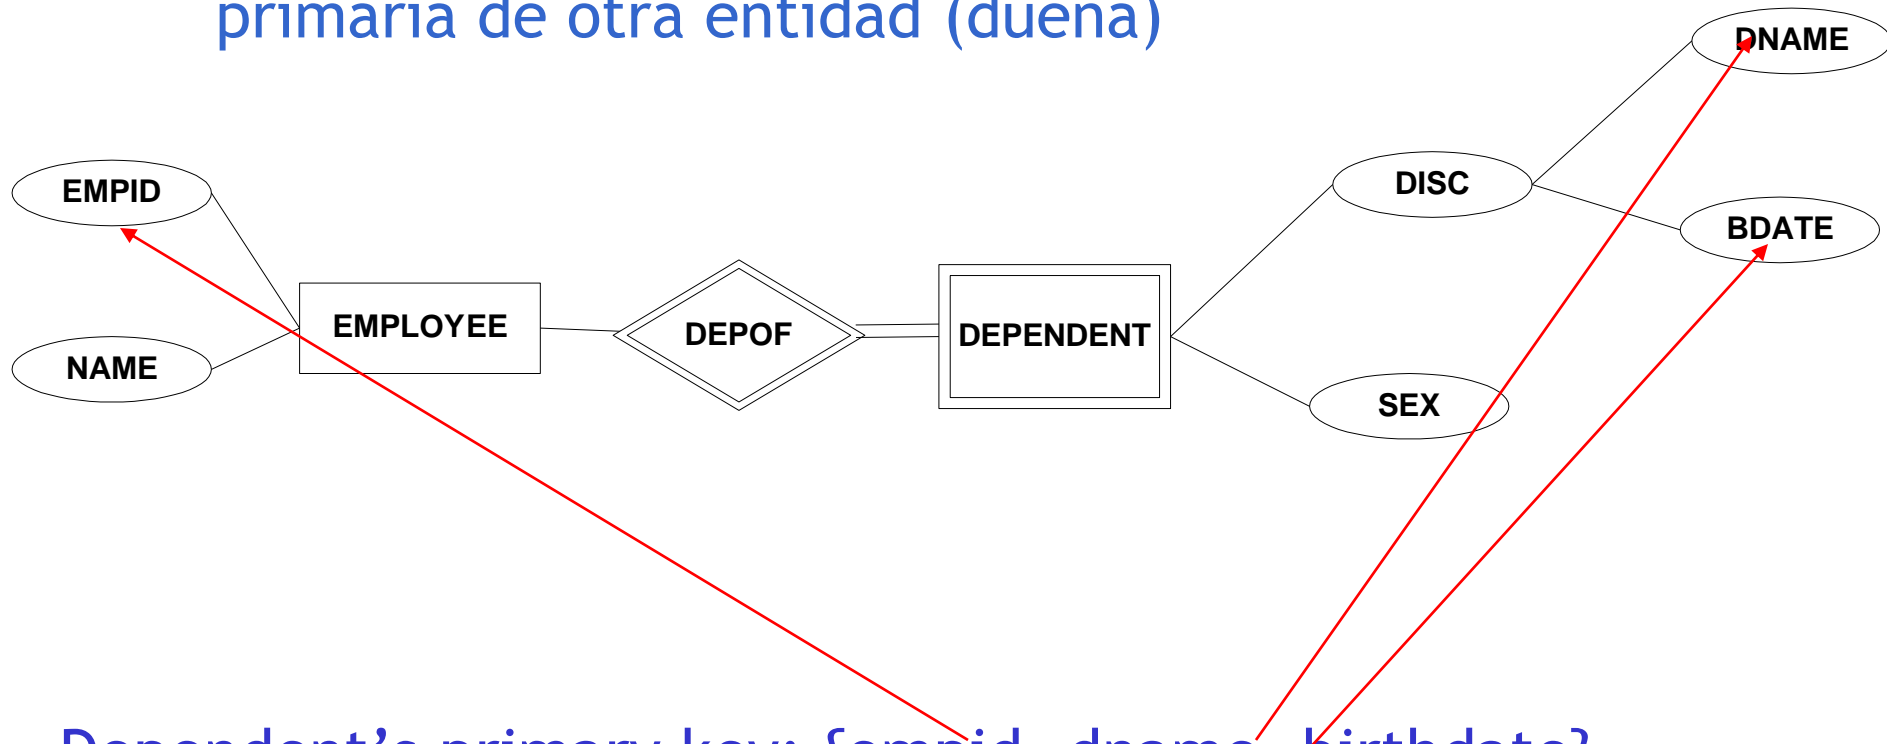 primaria de otra entidad (dueña)
DNAME
EMPID
DISC
BDATE
EMPLOYEE
DEPOF
DEPENDENT
NAME
SEX
Dependent's primary key: {empid, dname, birthdate}